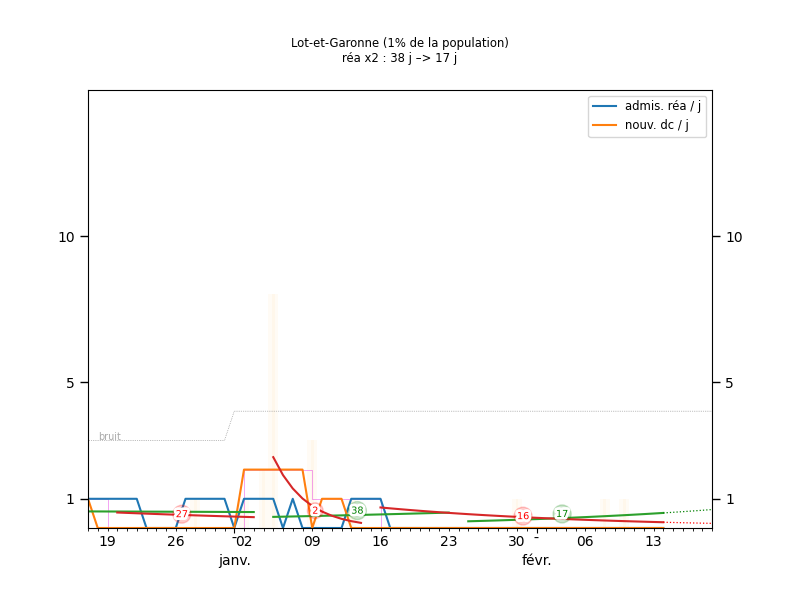 Lot-et-Garonne (1% de la population)
réa x2 : 38 j –> 17 j
admis. réa / j
nouv. dc / j
10
10
5
5
bruit
1
1
27
2
38
16
17
19
26
02
09
16
23
30
06
13
janv.
févr.